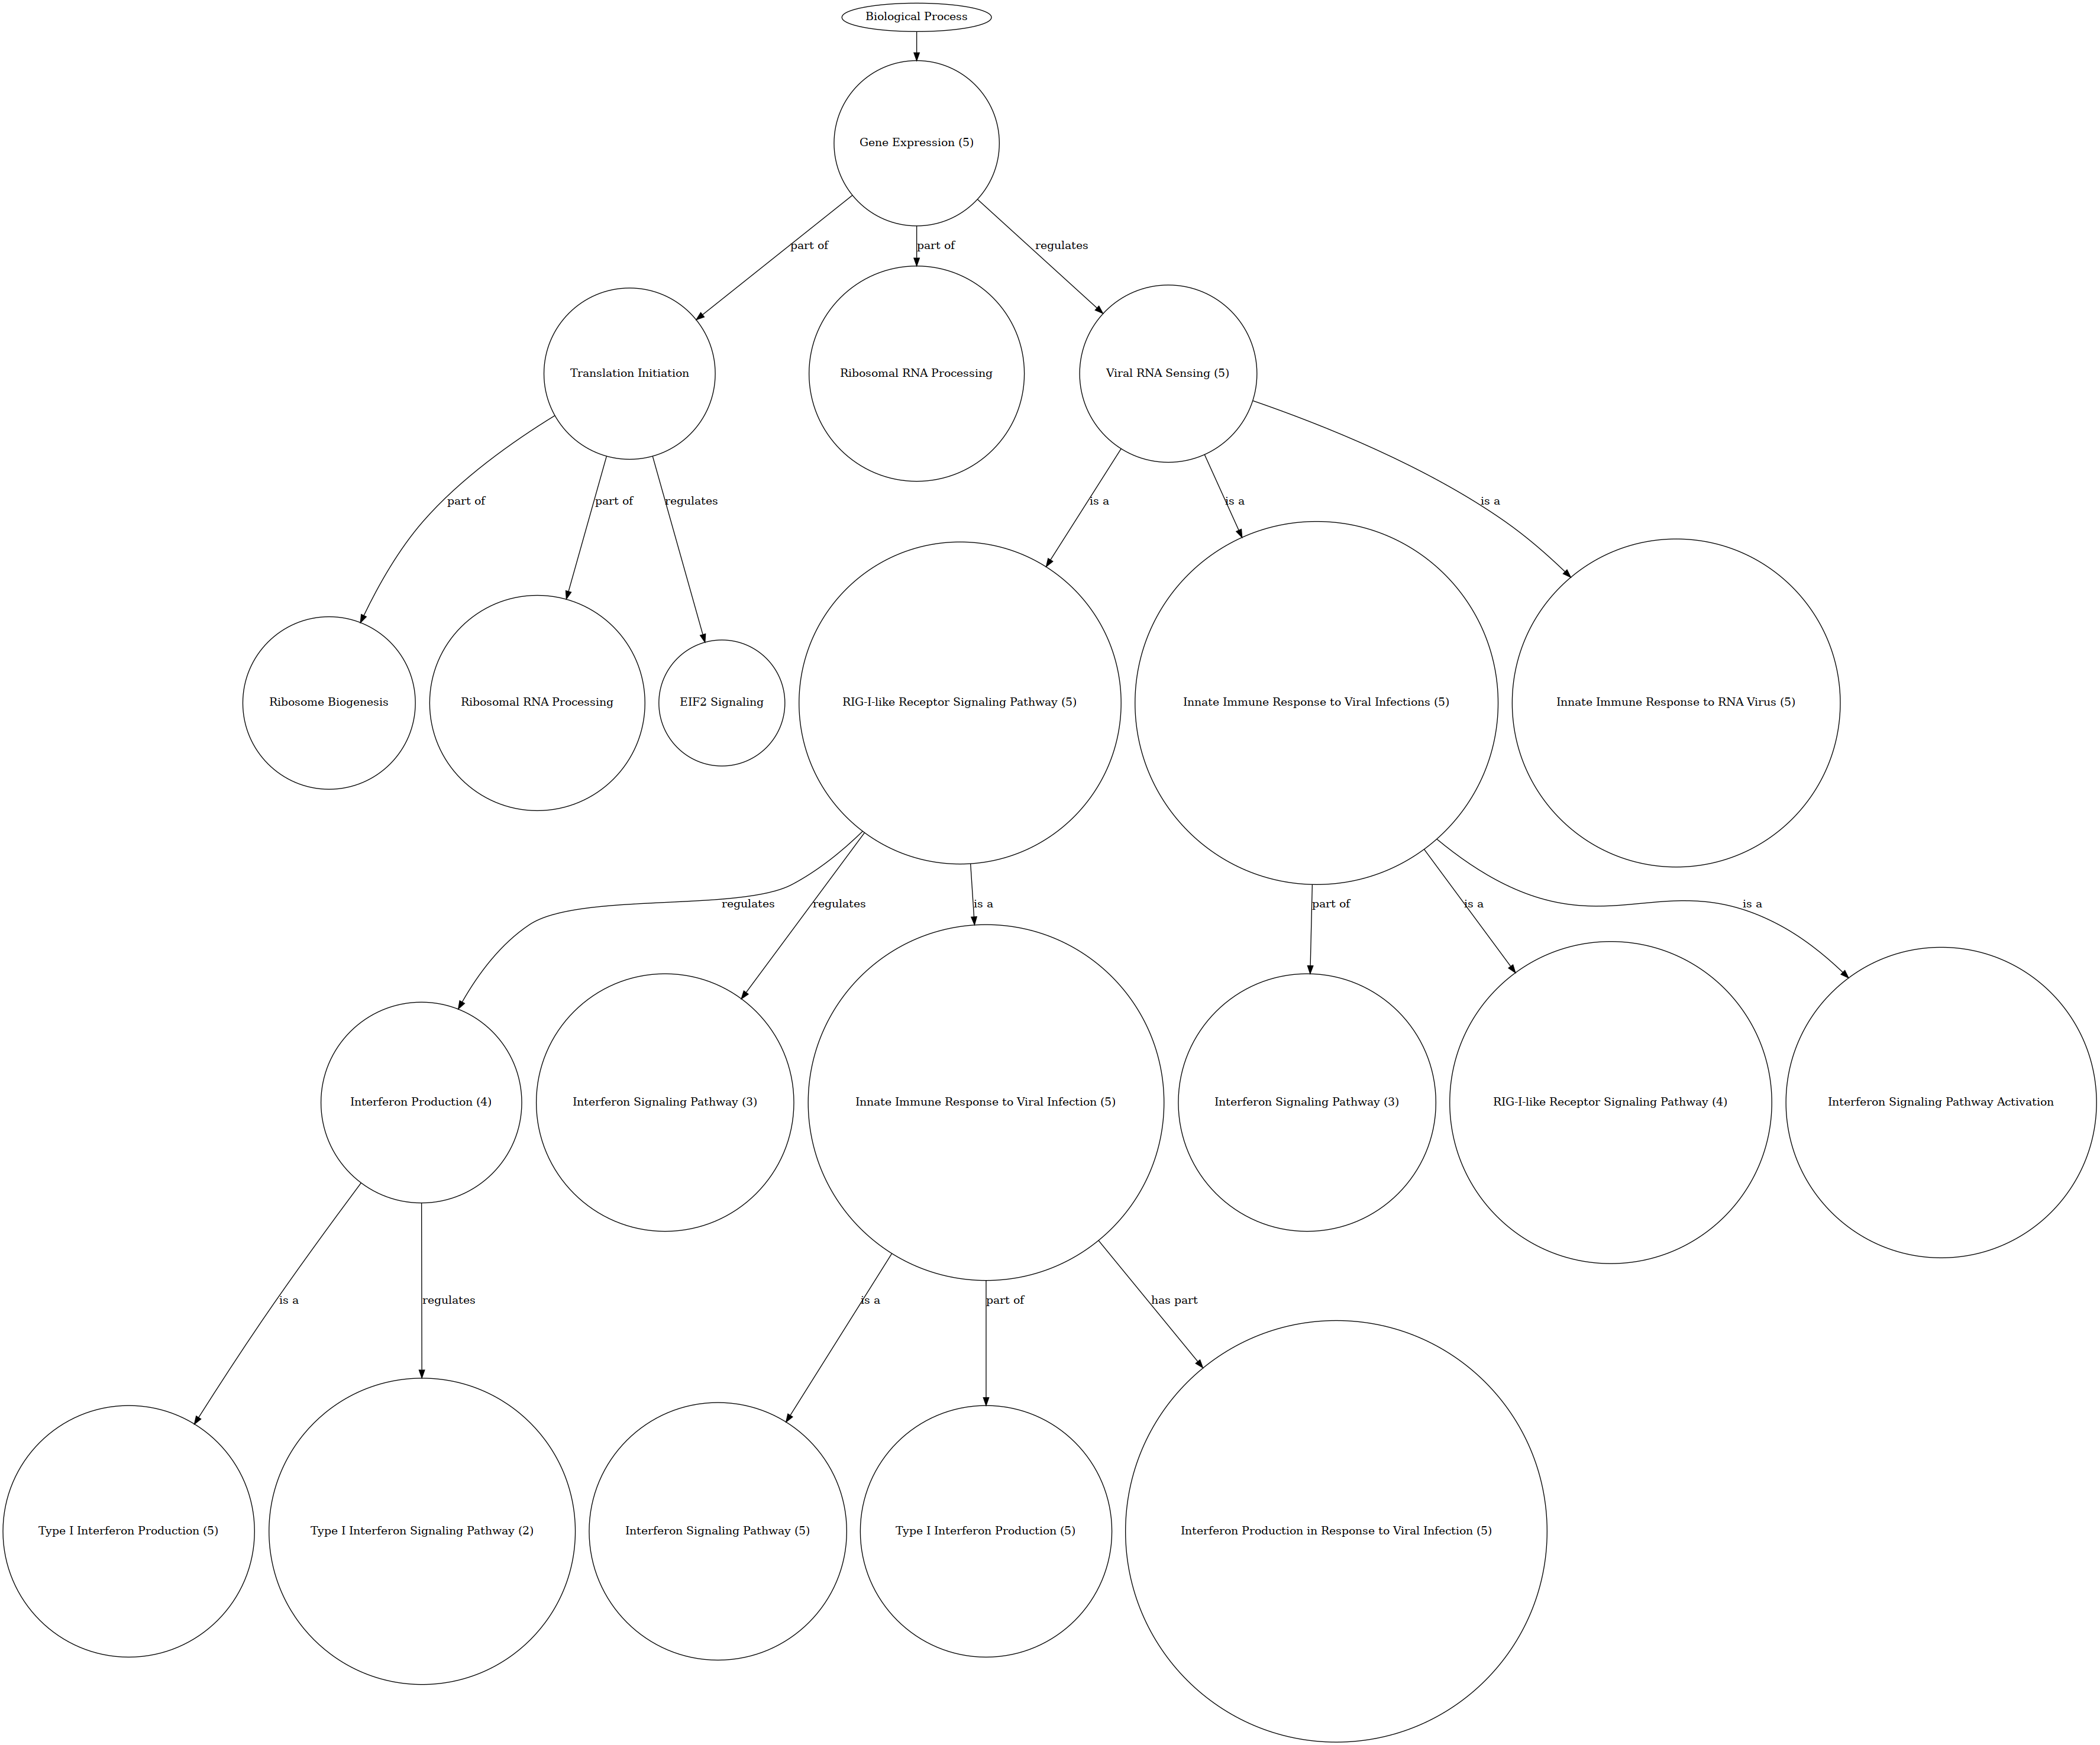 Biological Process
Gene Expression (5)
part of
part of
regulates
Translation Initiation
Ribosomal RNA Processing
Viral RNA Sensing (5)
part of
part of
regulates
is a
is a
is a
Ribosome Biogenesis
Ribosomal RNA Processing
EIF2 Signaling
RIG-I-like Receptor Signaling Pathway (5)
Innate Immune Response to Viral Infections (5)
Innate Immune Response to RNA Virus (5)
regulates
regulates
is a
part of
is a
is a
Interferon Production (4)
Interferon Signaling Pathway (3)
Innate Immune Response to Viral Infection (5)
Interferon Signaling Pathway (3)
RIG-I-like Receptor Signaling Pathway (4)
Interferon Signaling Pathway Activation
is a
regulates
is a
part of
has part
Type I Interferon Production (5)
Type I Interferon Signaling Pathway (2)
Interferon Signaling Pathway (5)
Type I Interferon Production (5)
Interferon Production in Response to Viral Infection (5)